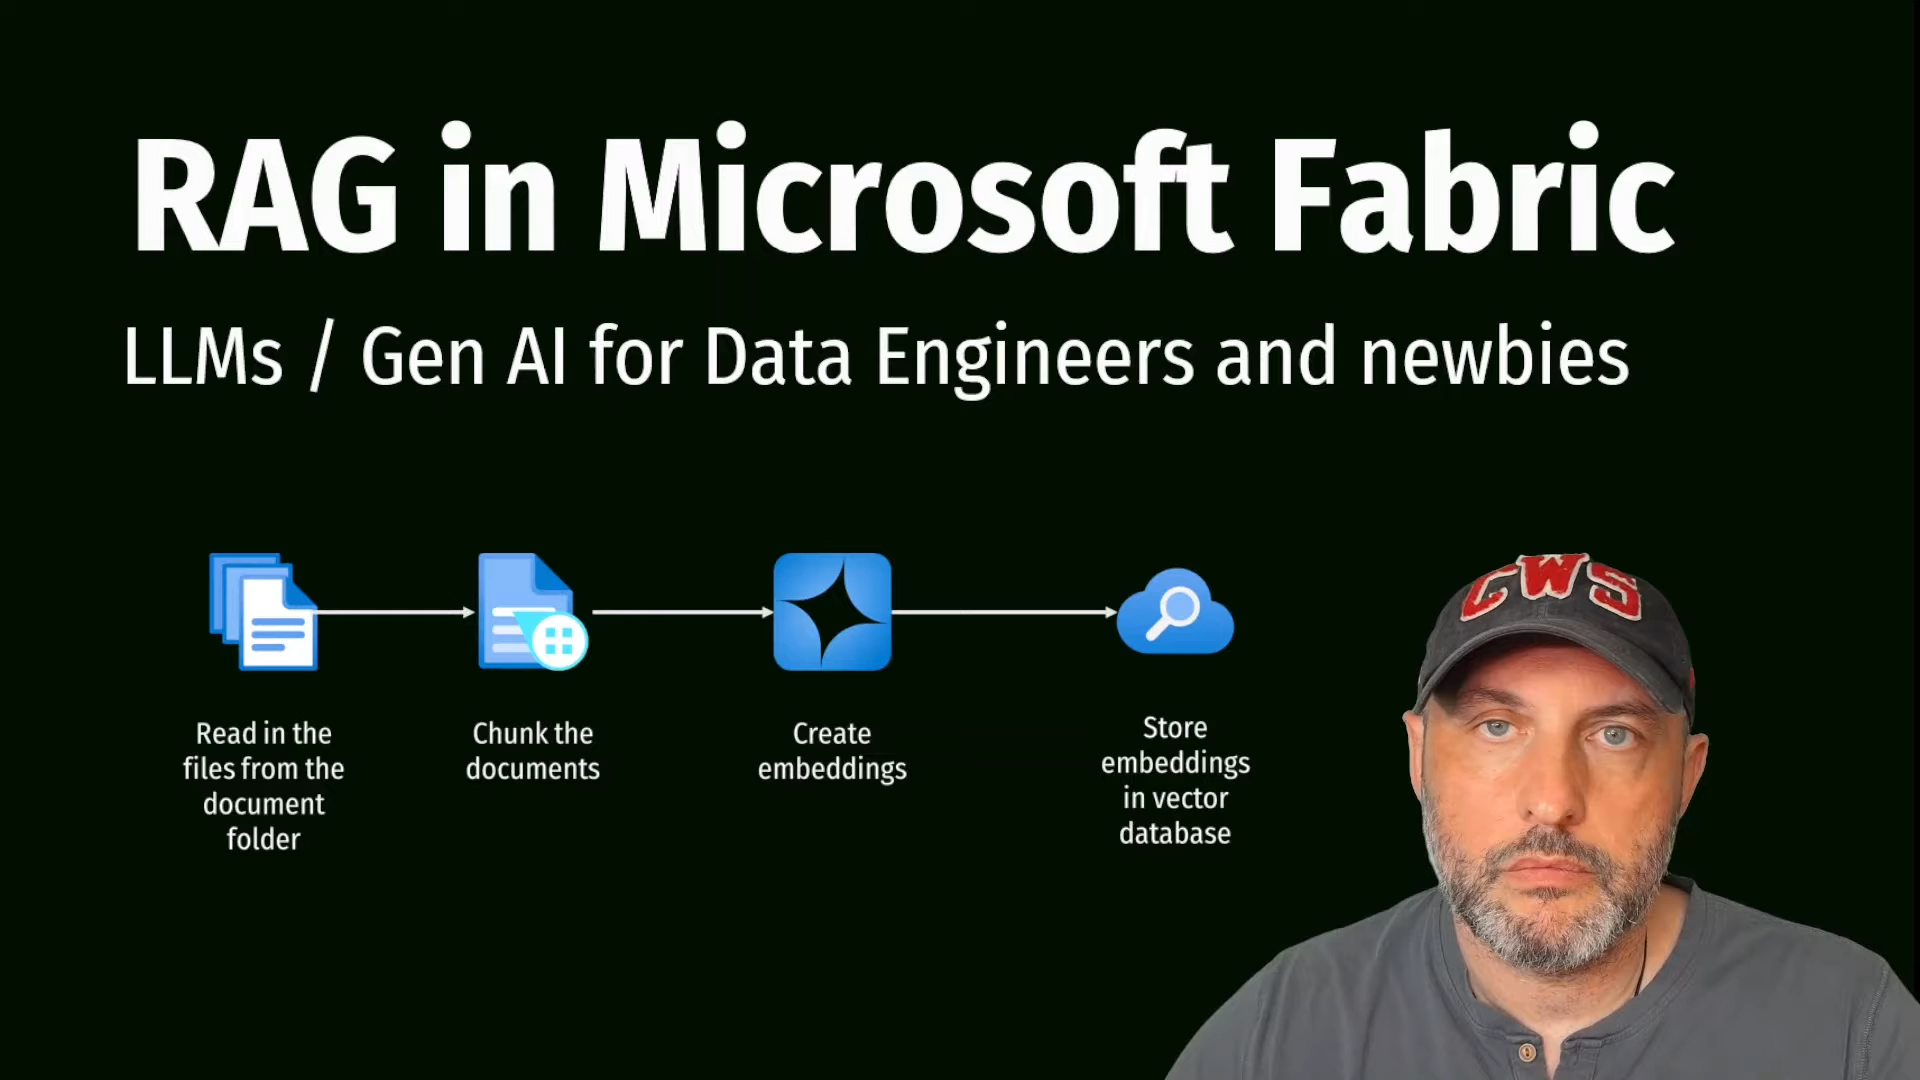 RAG in Microsoft Fabric
LLMs / Gen AI for Data Engineers and newbies
Read in the
files from the
document
folder
Chunk the
documents
Create
embeddings
Store
embeddings
in vector
database
CWS